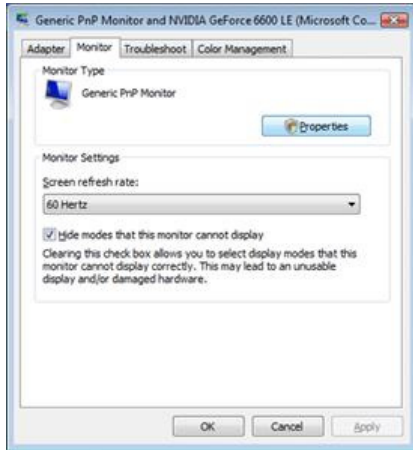 Generic PnP Monitor and NVIDIA GeForce 6600 LE (Microsoft Co...
Adapter
Monitor
Troubleshoot
Color Management
Monitor Type
Generic PnP Monitor
Properties
Monitor Settings
Screen refresh rate:
60 Hertz
Hide modes that this monitor cannot display
Clearing this check box allows you to select display modes that this
monitor cannot display correctly. This may lead to an unusable
display and/or damaged hardware.
OK
Cancel
Apply